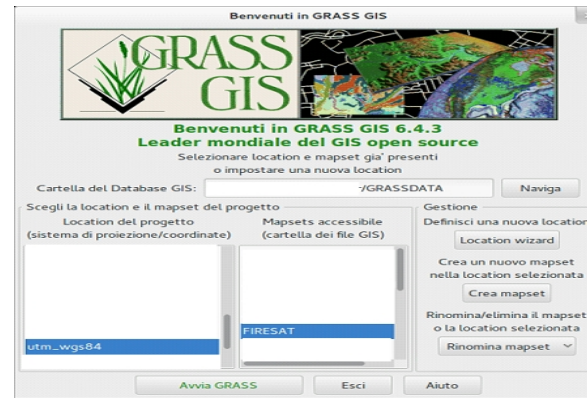 Benvenuti in GRASS GIS
GRASS
GIS
Benvenuti in GRASS GIS 6.4.3
Leader mondiale del GIS open source
Selezionare location e mapset gia' presenti
o impostare una nuova location
Cartella del Database GIS:
-/GRASSDATA
Naviga
Scegli la location e il mapset del progetto
Location del progetto
(sistema di proiezione/coordinate)
utm_wgs84
Mapsets accessibile
(cartella dei file GIS)
FIRESAT
Gestione
Definisci una nuova location
Location wizard
Crea un nuovo mapset
nella location selezionata
Crea mapset
Rinomina/elimina il mapset
o la location selezionata
Rinomina mapset
Avvia GRASS
Esci
Aiuto